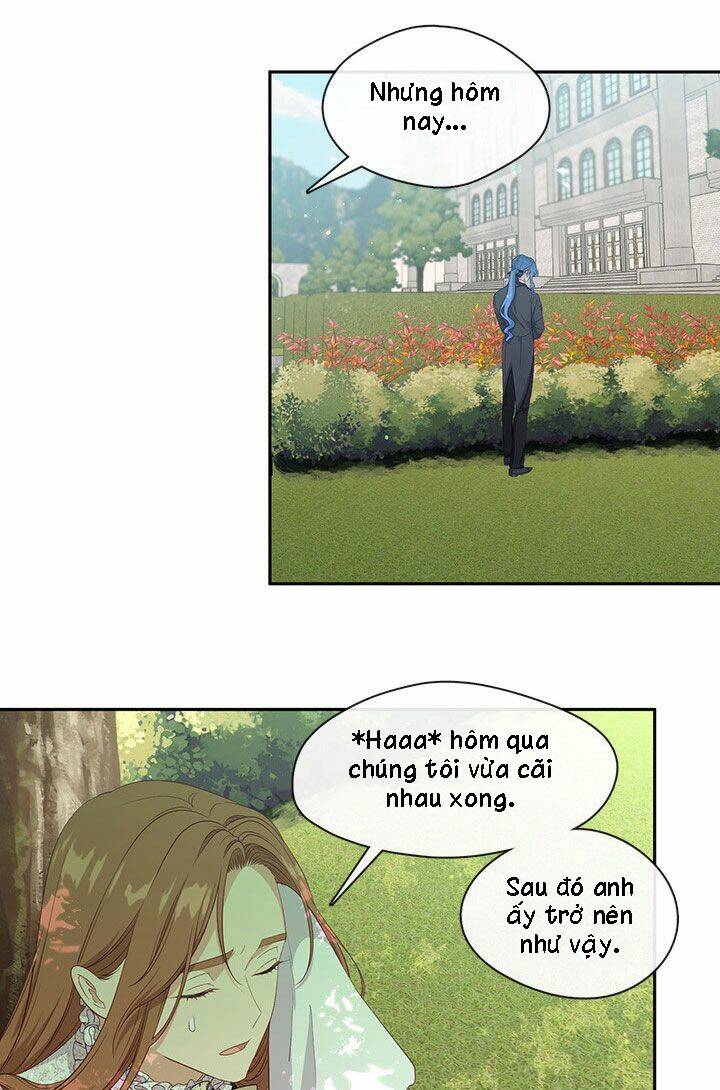 Nhưng hôm
nay...
*Haaa* hôm qua
chúng tôi vừa cãi
nhau xong.
Sau đó anh
ấy trở nên
như vậy.